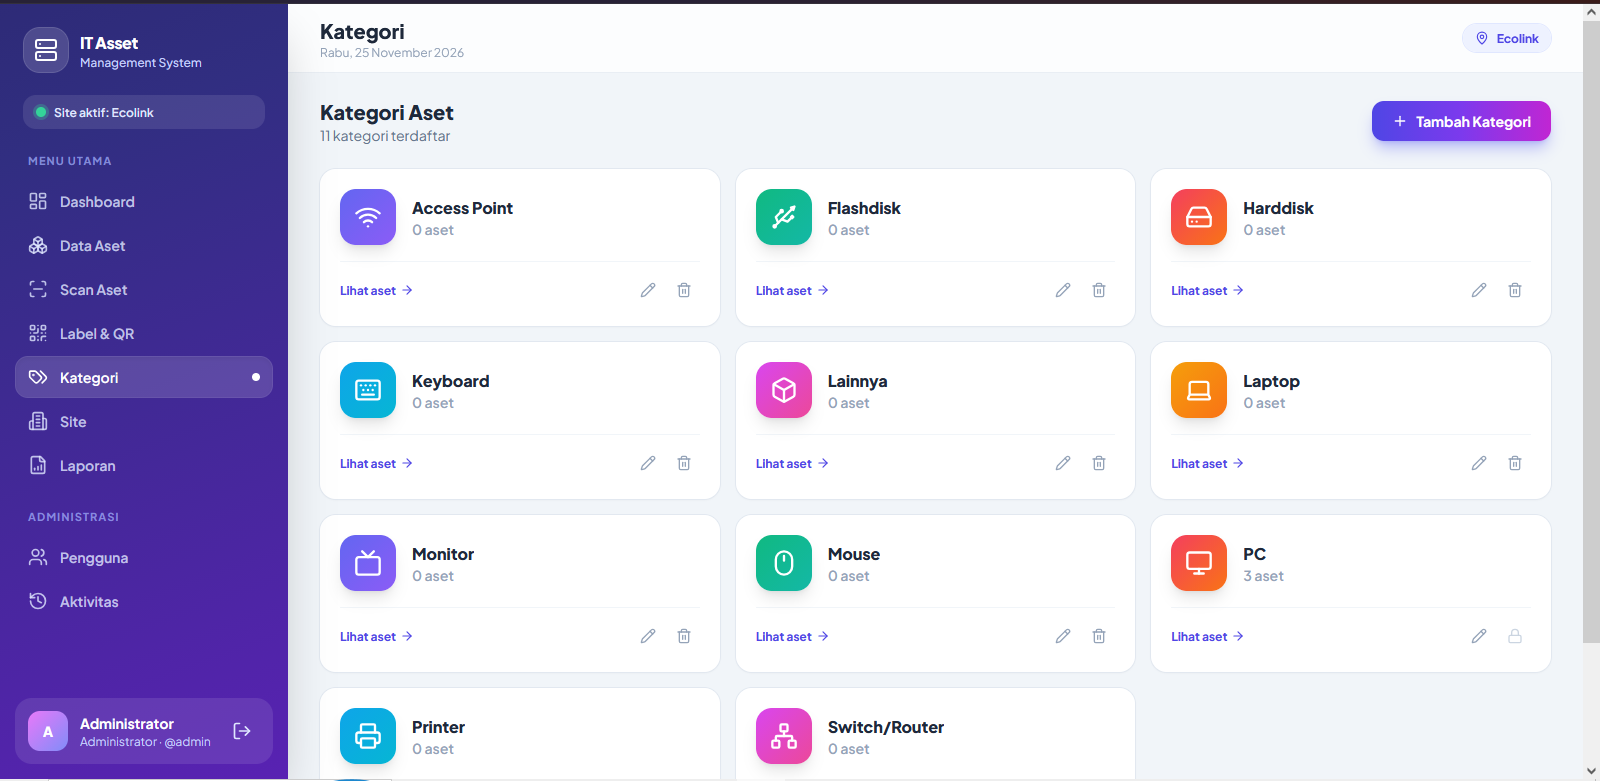 IT Asset
Management System
Site aktif: Ecolink
MENU UTAMA
Dashboard
Data Aset
Scan Aset
Label & QR
Kategori
Site
Laporan
ADMINISTRASI
Pengguna
Aktivitas
A
Administrator
Administrator · @admin
Kategori
Rabu, 25 November 2026
Ecolink
Kategori Aset
11 kategori terdaftar
+ Tambah Kategori
Access Point
0 aset
Lihat aset →
Flashdisk
0 aset
Lihat aset →
Harddisk
0 aset
Lihat aset →
Keyboard
0 aset
Lihat aset →
Lainnya
0 aset
Lihat aset →
Laptop
0 aset
Lihat aset →
Monitor
0 aset
Lihat aset →
Mouse
0 aset
Lihat aset →
PC
3 aset
Lihat aset →
Printer
0 aset
Switch/Router
0 aset